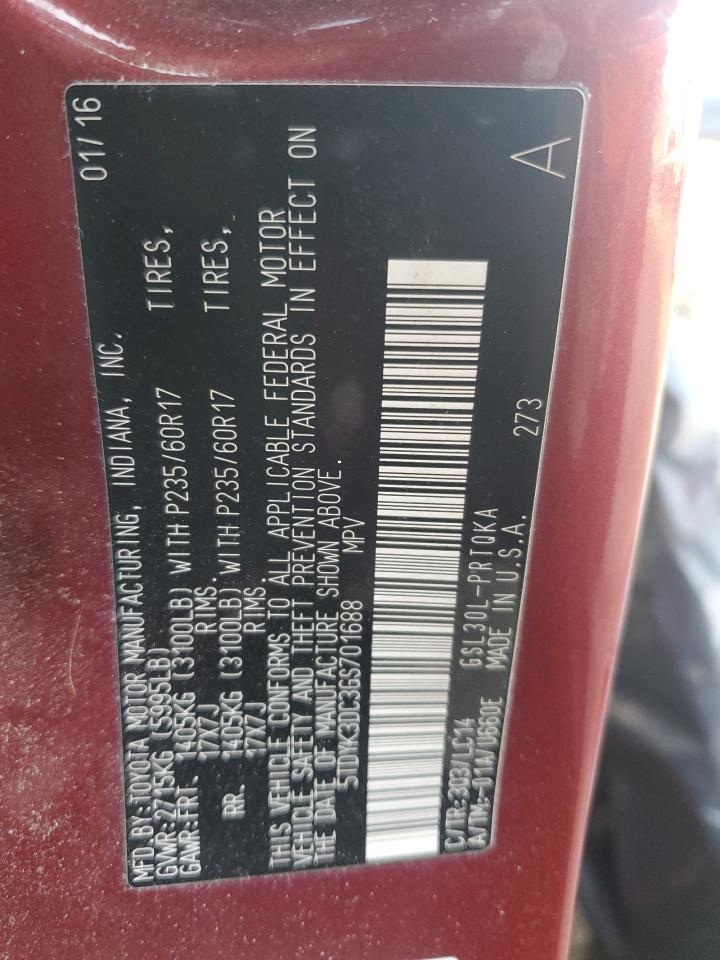 MFD.BY:TOYOTA MOTOR MANUFACTURING, INDIANA, INC. 01/16
GVWR:2715KG (5995LB)
GAWR:FRT. 1405KG (3100LB) WITH P235/60R17 TIRES,
17X7J RIMS.
RR. 1405KG (3100LB) WITH P235/60R17 TIRES,
17X7J RIMS.
THIS VEHICLE CONFORMS TO ALL APPLICABLE FEDERAL MOTOR
VEHICLE SAFETY AND THEFT PREVENTION STANDARDS IN EFFECT ON
THE DATE OF MANUFACTURE SHOWN ABOVE.
5TDWK3DC3GS701688 MPV
C/TR:3Q3/LC14 GSL30L-PRTQKA
A/TM:-01A/U660E MADE IN U.S.A. 273
A